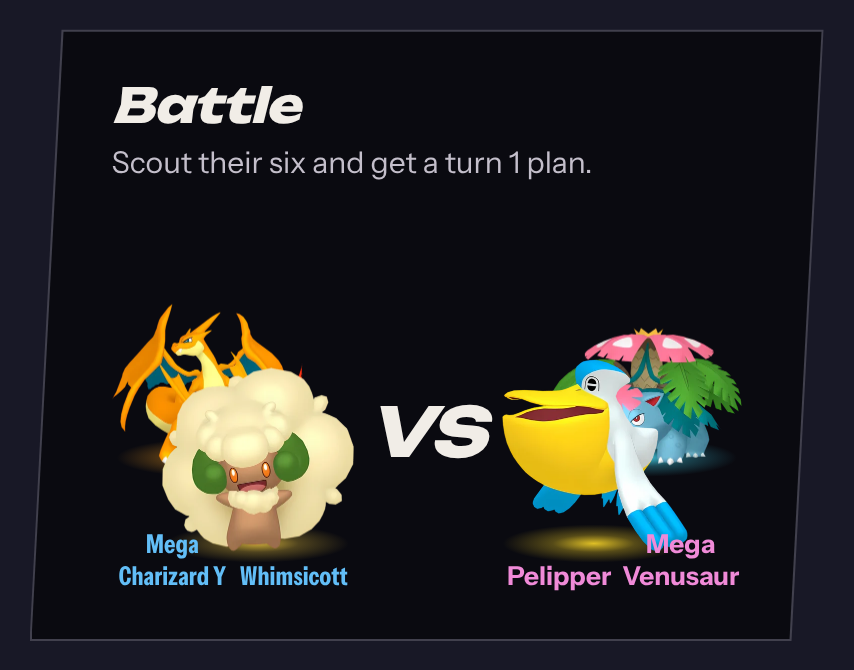 Battle
Scout their six and get a turn 1 plan.
VS
Mega
Charizard Y Whimsicott
Mega
Pelipper Venusaur